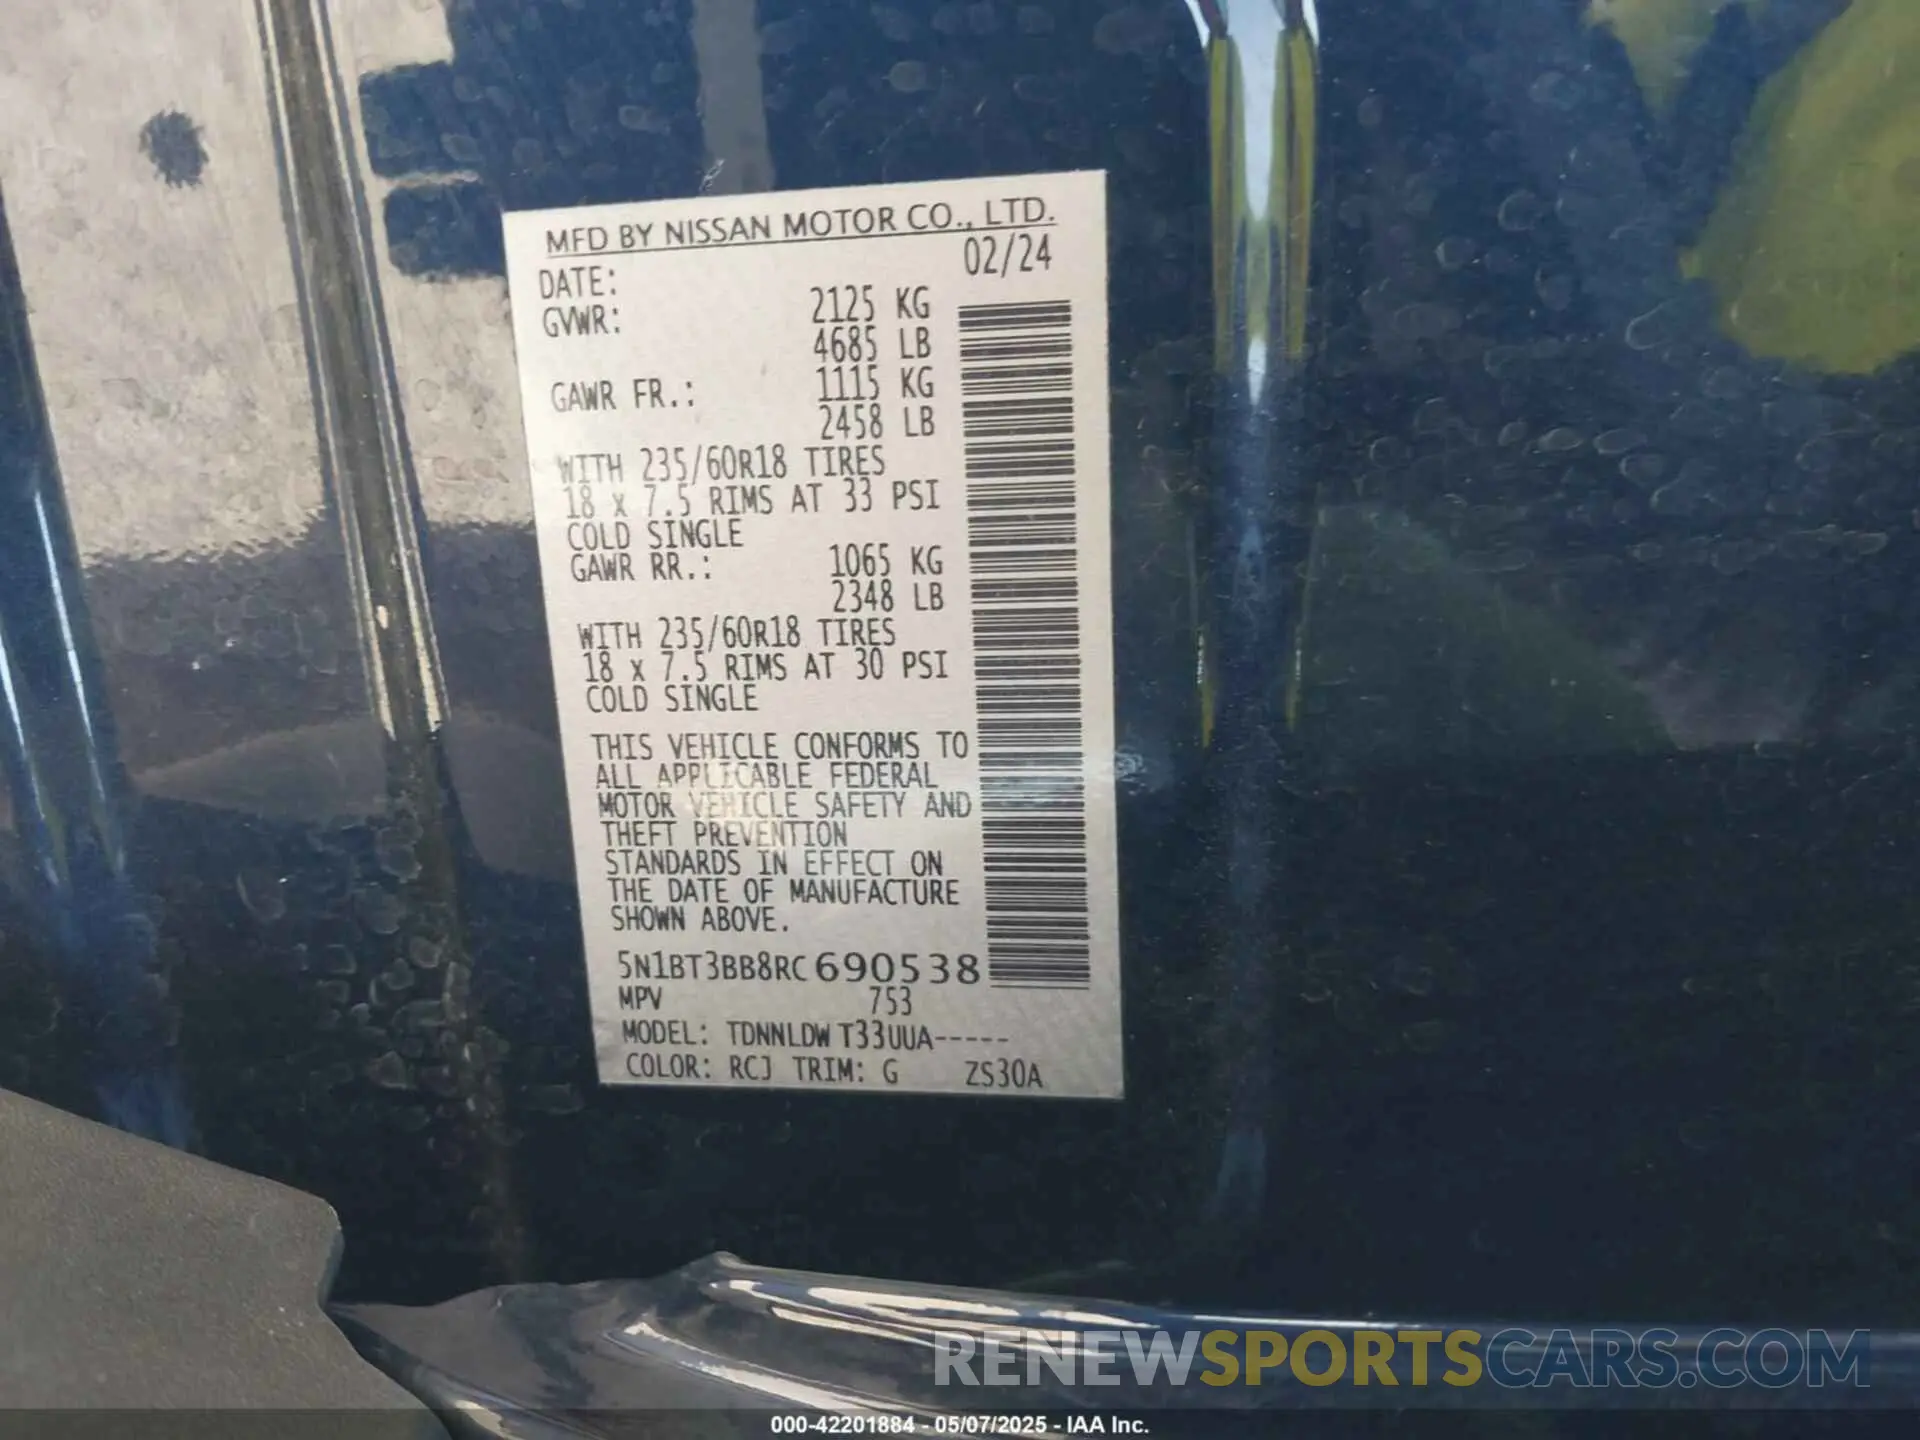 MFD BY NISSAN MOTOR CO., LTD.
DATE: 02/24
GVWR: 2125 KG
4685 LB
GAWR FR.: 1115 KG
2458 LB
WITH 235/60R18 TIRES
18 x 7.5 RIMS AT 33 PSI
COLD SINGLE
GAWR RR.: 1065 KG
2348 LB
WITH 235/60R18 TIRES
18 x 7.5 RIMS AT 30 PSI
COLD SINGLE
THIS VEHICLE CONFORMS TO
ALL APPLICABLE FEDERAL
MOTOR VEHICLE SAFETY AND
THEFT PREVENTION
STANDARDS IN EFFECT ON
THE DATE OF MANUFACTURE
SHOWN ABOVE.
5N1BT3BB8RC690538
MPV 753
MODEL: TDNNLDW T33UUA-----
COLOR: RCJ TRIM: G ZS30A
RENEWSPORTSCARS.COM
000-42201884 - 05/07/2025 - IAA Inc.